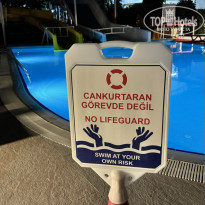 TOPHOTELS
CANKURTARAN
GÖREVDE DEĞİL
NO LIFEGUARD
SWIM AT YOUR
OWN RISK